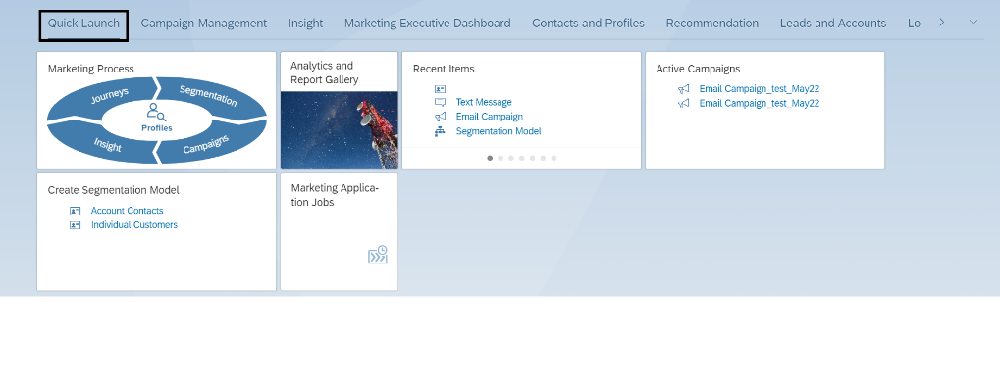 Quick Launch
Campaign Management
Insight
Marketing Executive Dashboard
Contacts and Profiles
Recommendation
Leads and Accounts
Lo
Marketing Process
Journeys
Segmentation
Profiles
Insight
Campaigns
Analytics and
Report Gallery
Recent Items
Text Message
Email Campaign
Segmentation Model
Active Campaigns
Email Campaign_test_May22
Email Campaign_test_May22
Create Segmentation Model
Account Contacts
Individual Customers
Marketing Applica-
tion Jobs